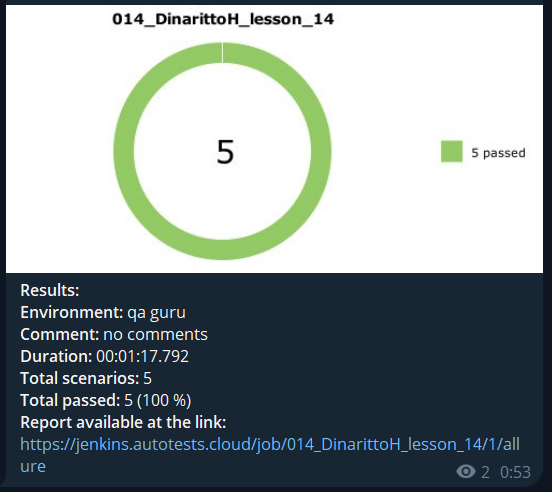 014_DinarittoH_lesson_14
5
5 passed
Results:
Environment: qa guru
Comment: no comments
Duration: 00:01:17.792
Total scenarios: 5
Total passed: 5 (100 %)
Report available at the link:
https://jenkins.autotests.cloud/job/014_DinarittoH_lesson_14/1/all
ure
2 0:53